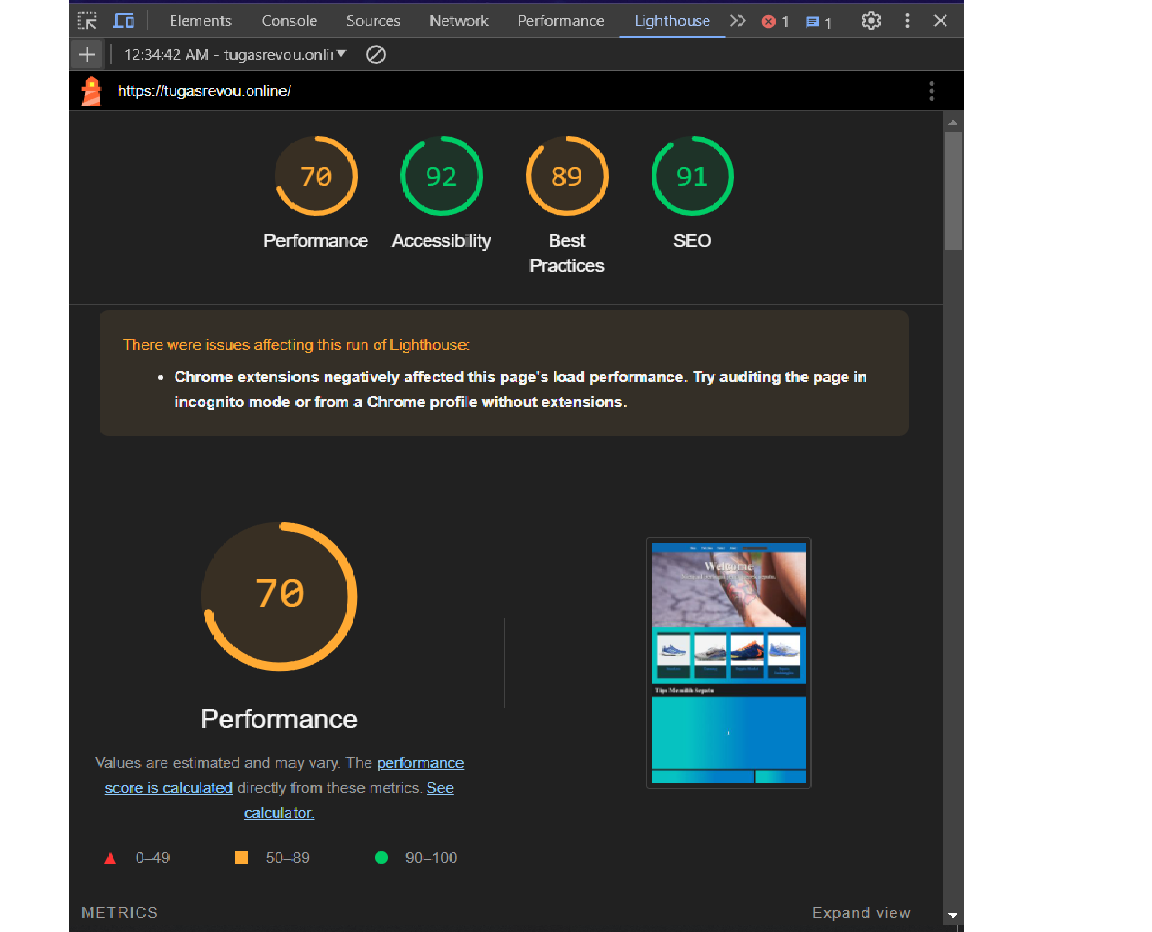 Elements Console Sources Network Performance Lighthouse 1 1
12:34:42 AM - tugasrevou.onlir
https://tugasrevou.online/
70 92 89 91
Performance Accessibility Best Practices SEO
There were issues affecting this run of Lighthouse:
• Chrome extensions negatively affected this page's load performance. Try auditing the page in
incognito mode or from a Chrome profile without extensions.
70
Performance
Values are estimated and may vary. The performance
score is calculated directly from these metrics. See
calculator.
0–49 50–89 90–100
Welcome
Tips Memilih Sepatu
METRICS Expand view